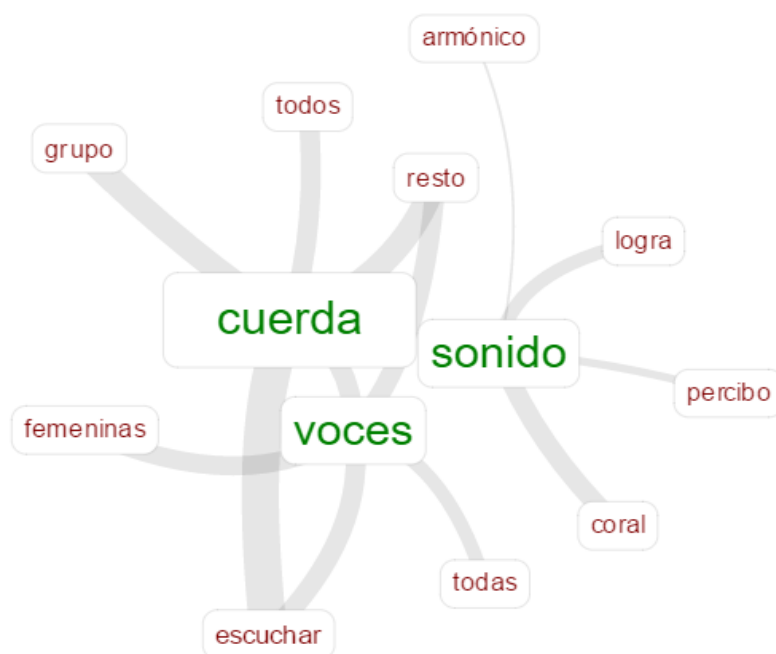 armónico
todos
grupo
resto
logra
cuerda
sonido
percibo
femeninas
voces
coral
todas
escuchar